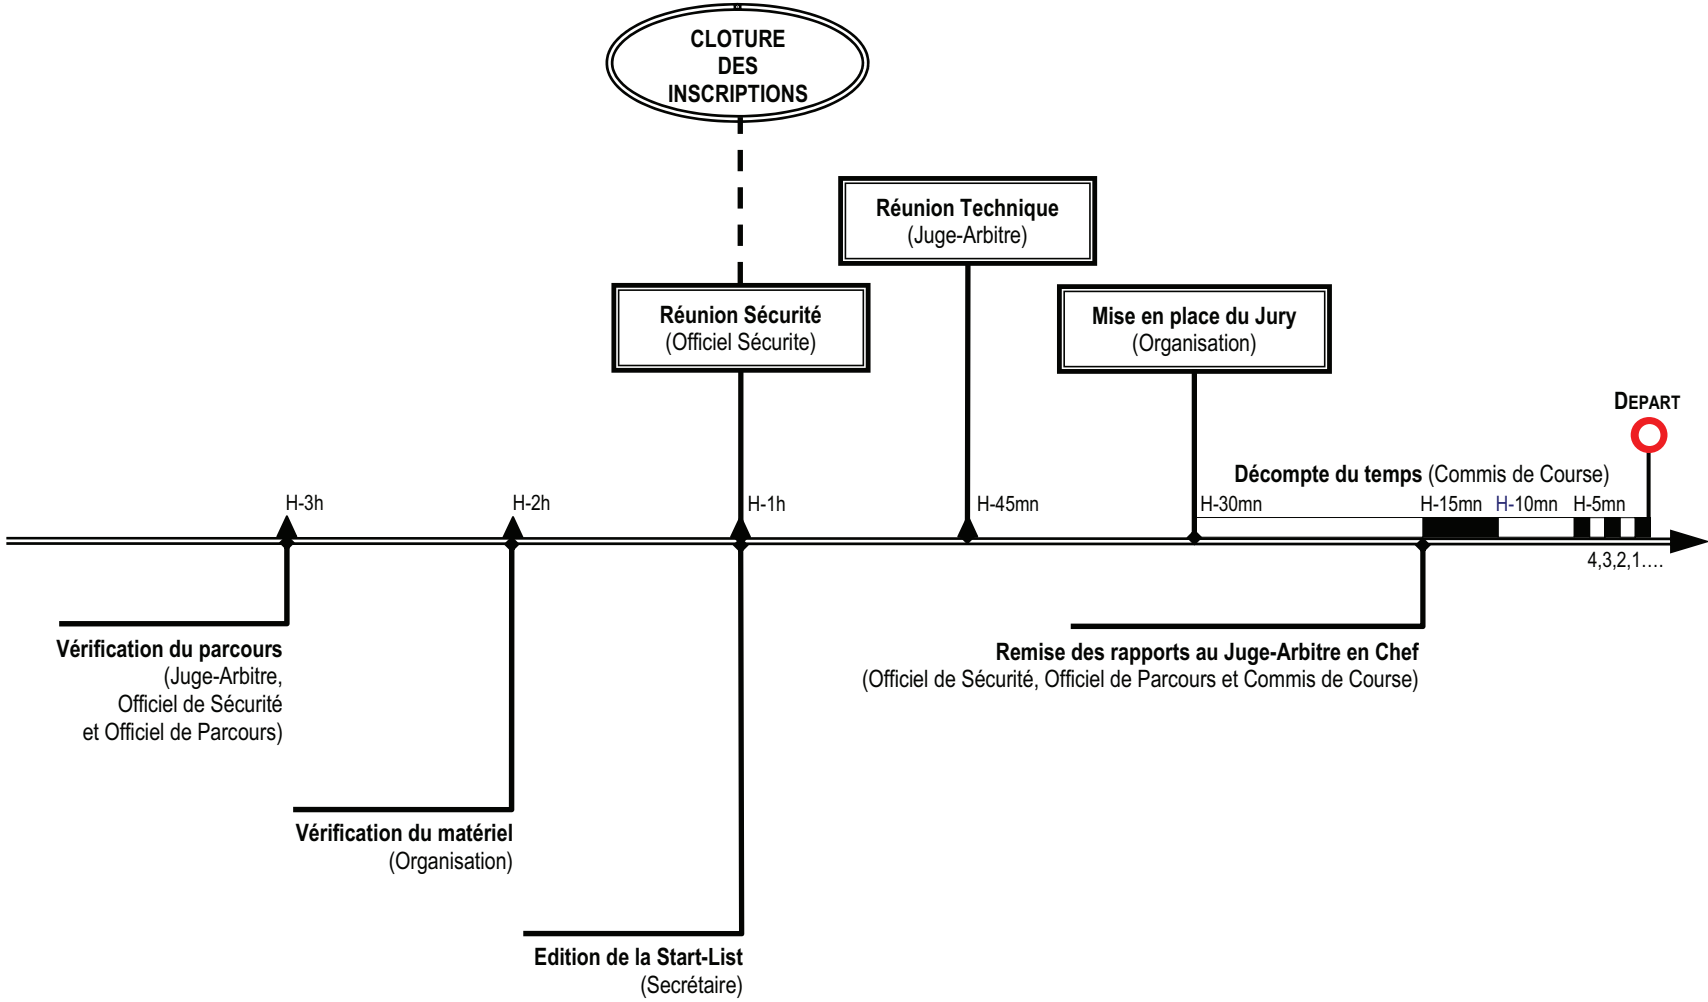 CLOTURE
DES
INSCRIPTIONS
Réunion Technique
(Juge-Arbitre)
Réunion Sécurité
(Officiel Sécurite)
Mise en place du Jury
(Organisation)
DEPART
Décompte du temps (Commis de Course)
H-3h
H-2h
H-1h
H-45mn
H-30mn
H-15mn
H-10mn
H-5mn
4,3,2,1....
Vérification du parcours
(Juge-Arbitre,
Officiel de Sécurité
et Officiel de Parcours)
Remise des rapports au Juge-Arbitre en Chef
(Officiel de Sécurité, Officiel de Parcours et Commis de Course)
Vérification du matériel
(Organisation)
Edition de la Start-List
(Secrétaire)